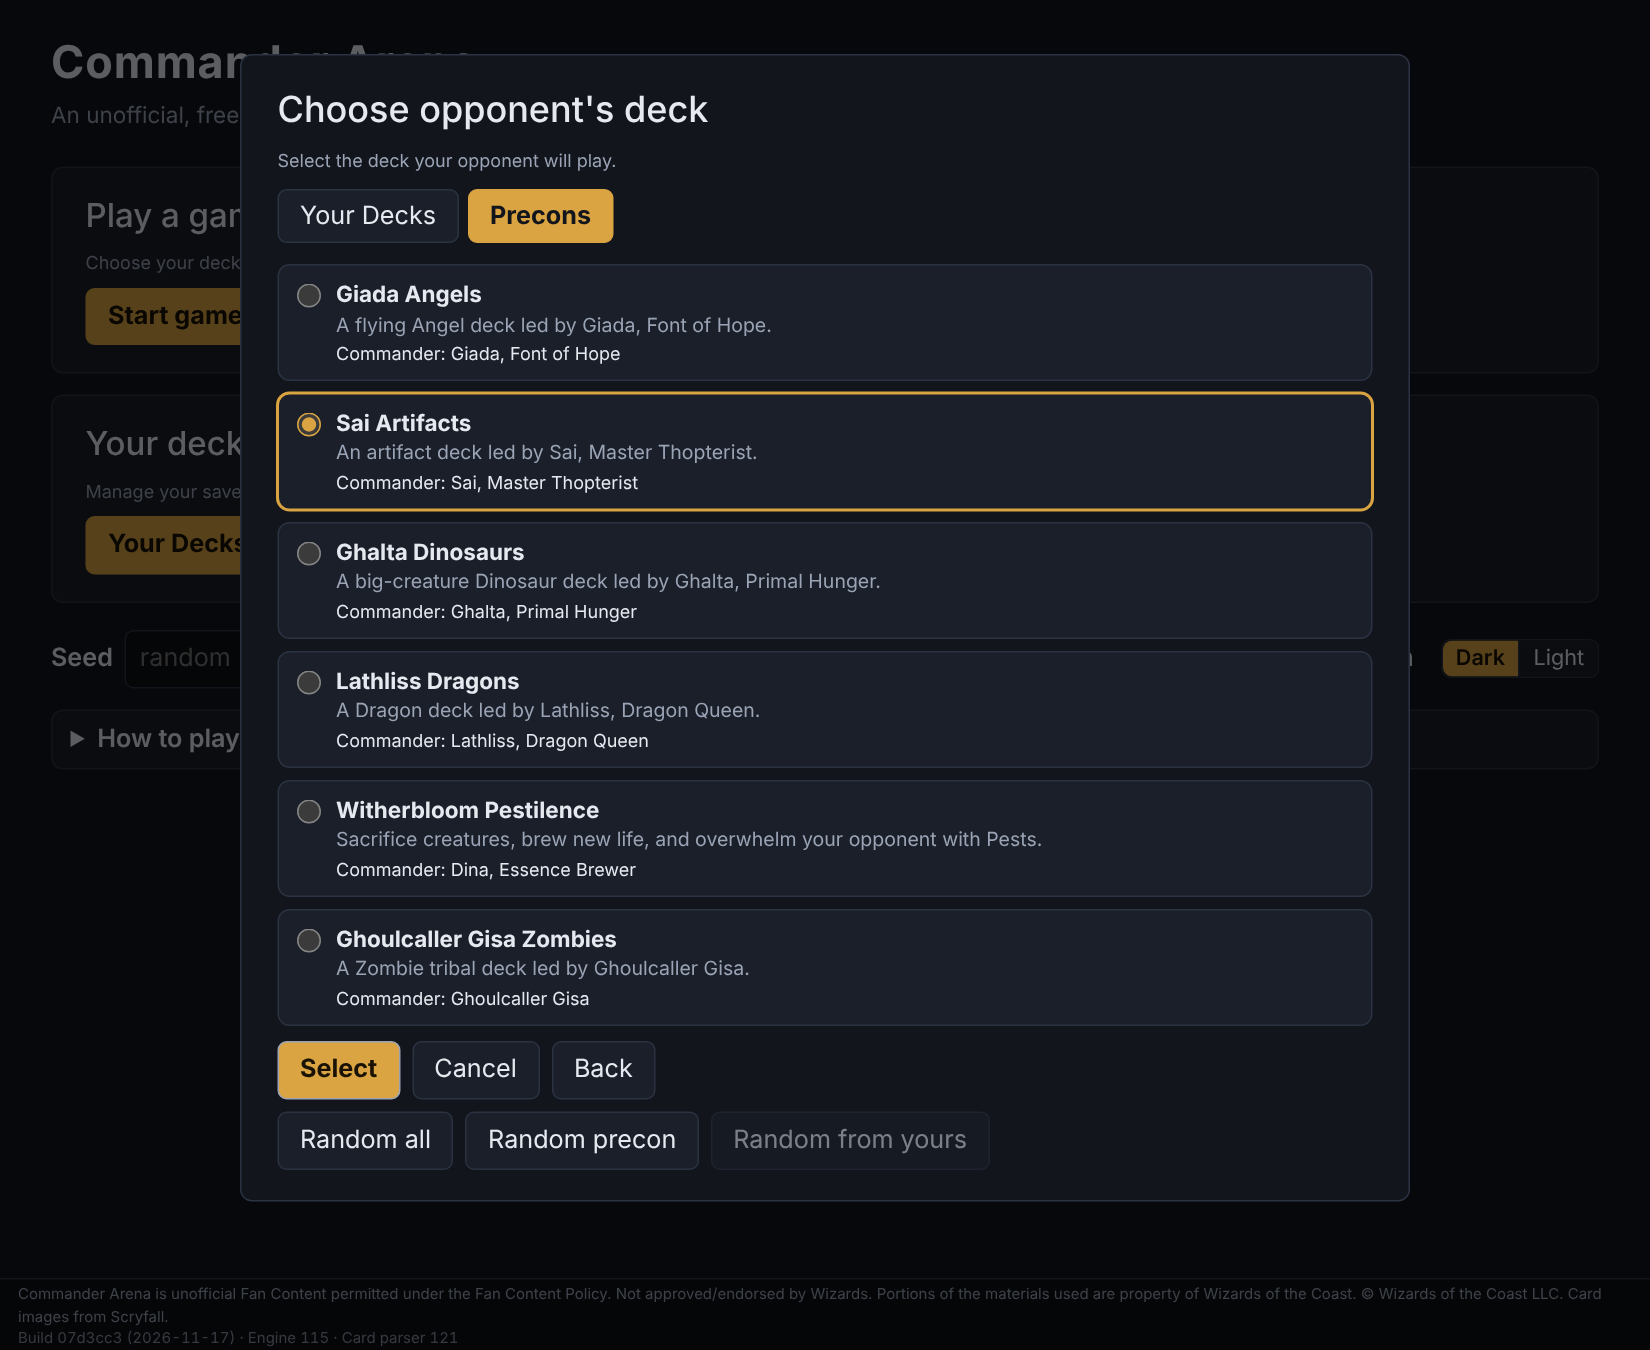 Choose opponent's deck
Select the deck your opponent will play.
Your Decks Precons
Giada Angels
A flying Angel deck led by Giada, Font of Hope.
Commander: Giada, Font of Hope
Sai Artifacts
An artifact deck led by Sai, Master Thopterist.
Commander: Sai, Master Thopterist
Ghalta Dinosaurs
A big-creature Dinosaur deck led by Ghalta, Primal Hunger.
Commander: Ghalta, Primal Hunger
Lathliss Dragons
A Dragon deck led by Lathliss, Dragon Queen.
Commander: Lathliss, Dragon Queen
Witherbloom Pestilence
Sacrifice creatures, brew new life, and overwhelm your opponent with Pests.
Commander: Dina, Essence Brewer
Ghoulcaller Gisa Zombies
A Zombie tribal deck led by Ghoulcaller Gisa.
Commander: Ghoulcaller Gisa
Select Cancel Back
Random all Random precon Random from yours
An unofficial, free
Play a
Choose your deck
Start game
Your deck
Manage your
Your Decks
Seed random
Dark Light
How to play
Commander Arena is unofficial Fan Content permitted under the Fan Content Policy. Not approved/endorsed by Wizards. Portions of the materials used are property of Wizards of the Coast. © Wizards of the Coast LLC. Card
images from Scryfall.
Build 07d3cc3 (2026-11-17) · Engine 115 · Card parser 121